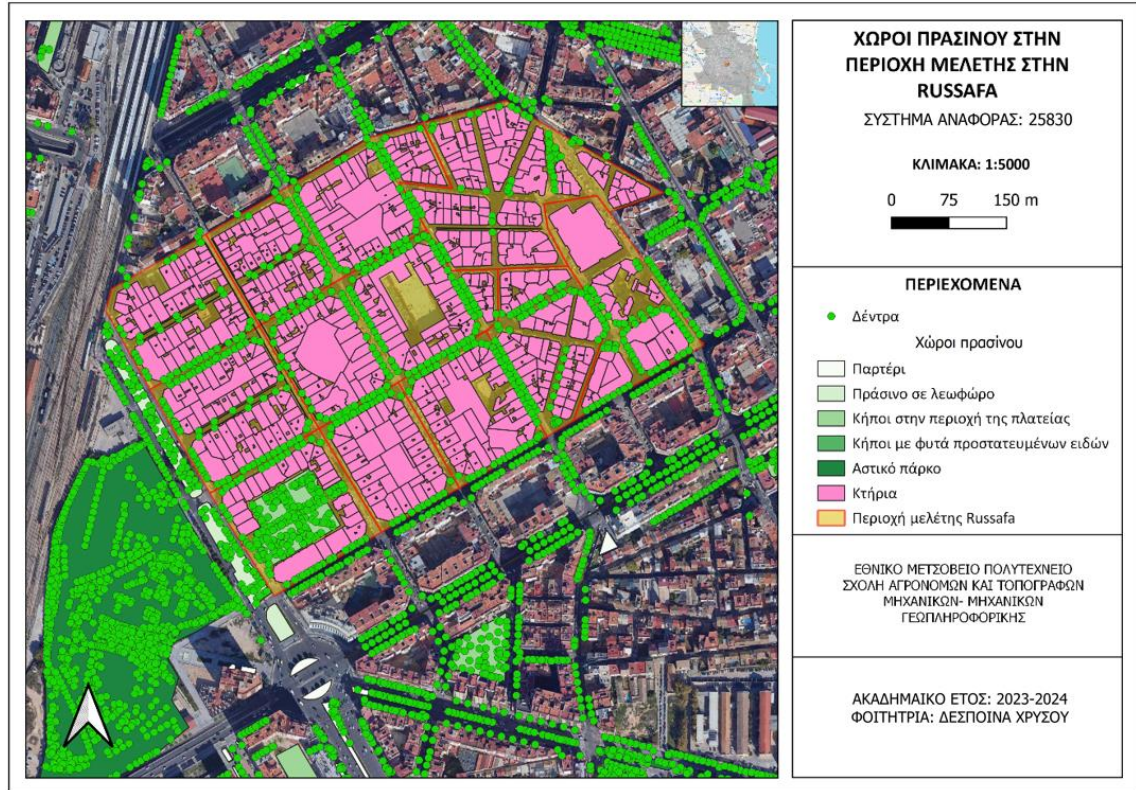 ΧΩΡΟΙ ΠΡΑΣΙΝΟΥ ΣΤΗΝ
ΠΕΡΙΟΧΗ ΜΕΛΕΤΗΣ ΣΤΗΝ
RUSSAFA
ΣΥΣΤΗΜΑ ΑΝΑΦΟΡΑΣ: 25830
ΚΛΙΜΑΚΑ: 1:5000
0 75 150 m
ΠΕΡΙΕΧΟΜΕΝΑ
Δέντρα
Χώροι πρασίνου
Παρτέρι
Πράσινο σε λεωφώρο
Κήποι στην περιοχή της πλατείας
Κήποι με φυτά προστατευμένων ειδών
Αστικό πάρκο
Κτήρια
Περιοχή μελέτης Russafa
ΕΘΝΙΚΟ ΜΕΤΣΟΒΕΙΟ ΠΟΛΥΤΕΧΝΕΙΟ
ΣΧΟΛΗ ΑΓΡΟΝΟΜΩΝ ΚΑΙ ΤΟΠΟΓΡΑΦΩΝ
ΜΗΧΑΝΙΚΩΝ- ΜΗΧΑΝΙΚΩΝ
ΓΕΩΠΛΗΡΟΦΟΡΙΚΗΣ
ΑΚΑΔΗΜΑΙΚΟ ΕΤΟΣ: 2023-2024
ΦΟΙΤΗΤΡΙΑ: ΔΕΣΠΟΙΝΑ ΧΡΥΣΟΥ